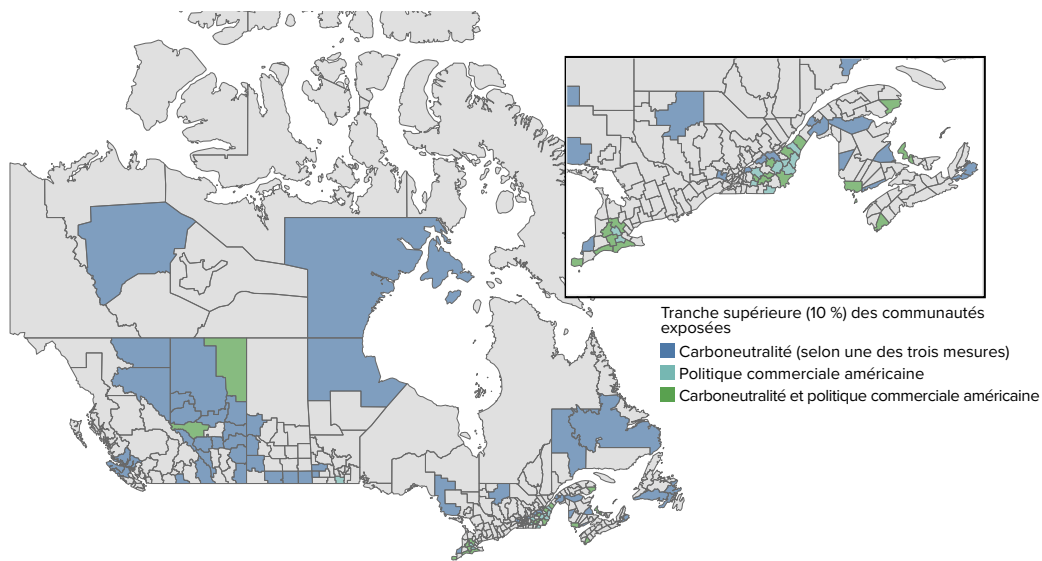 Tranche supérieure (10 %) des communautés
exposées
Carboneutralité (selon une des trois mesures)
Politique commerciale américaine
Carboneutralité et politique commerciale américaine